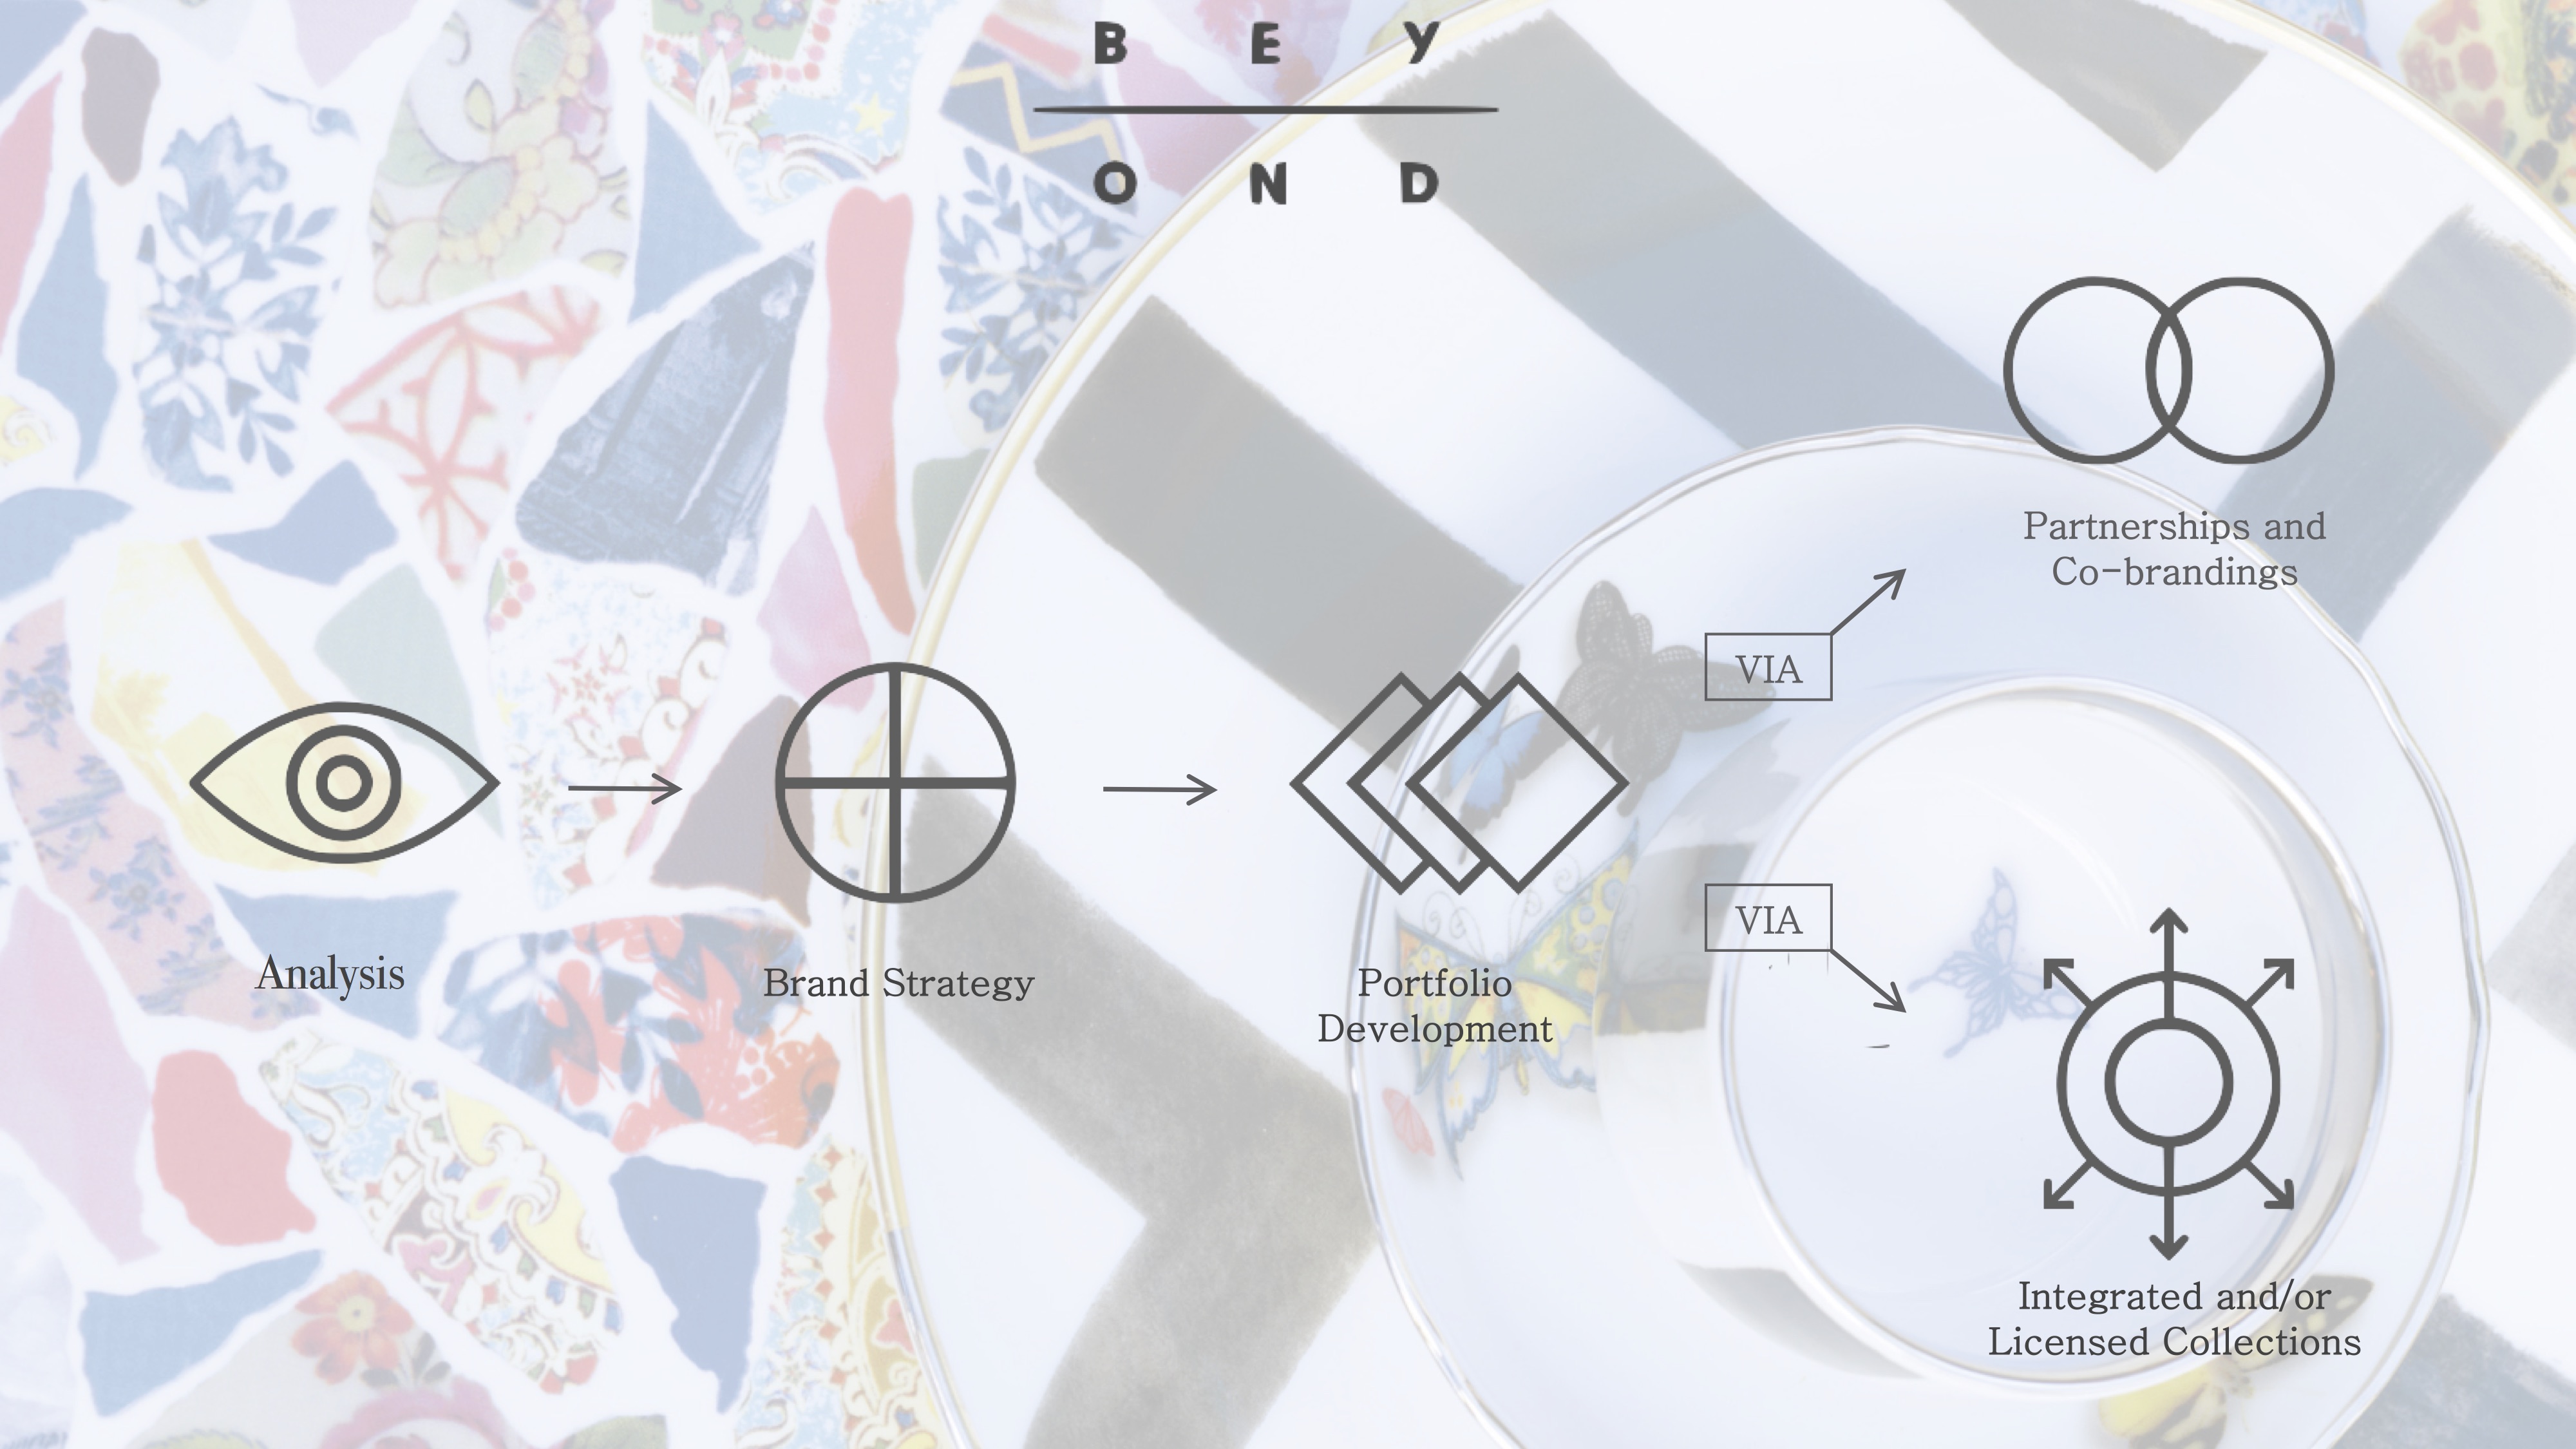 B E Y
O N D
Analysis
Brand Strategy
Portfolio
Development
VIA
Partnerships and
Co-brandings
VIA
Integrated and/or
Licensed Collections